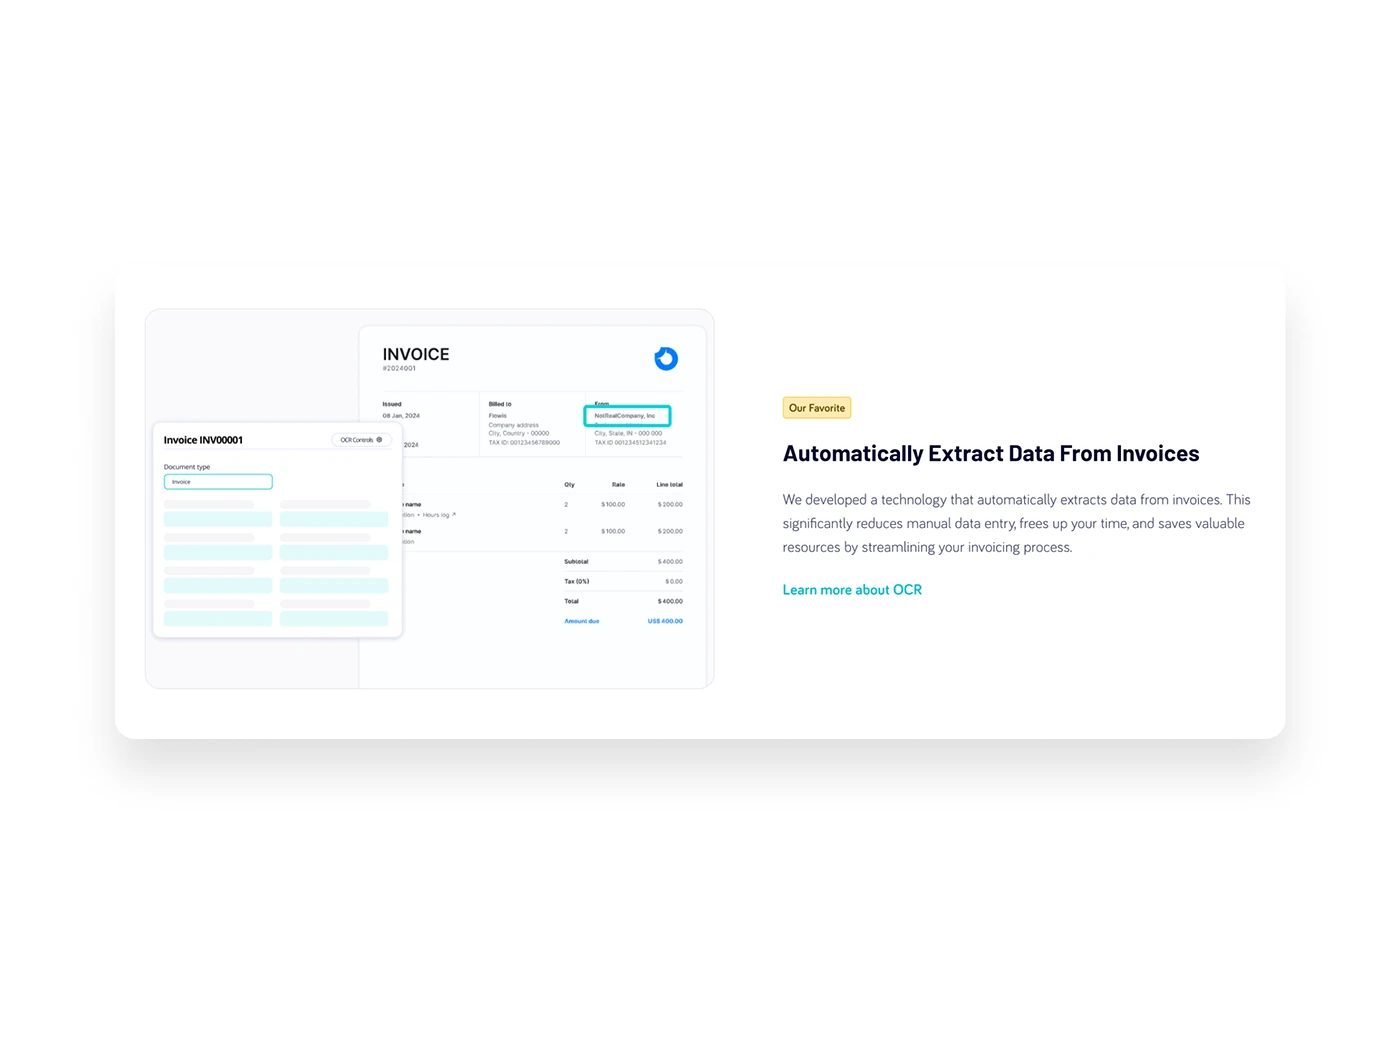 INVOICE
#2024001
Issued
08 Jan, 2024
2024
Billed to
Flowis
Company address
City, Country - 00000
TAX ID: 00123456789000
From
NotRealCompany, Inc
City, State, IN - 000 000
TAX ID 001234512341234
Qty Rate Line total
name 2 $100.00 $200.00
tion • Hours log ↗
name 2 $100.00 $200.00
tion
Subtotal $400.00
Tax (0%) $0.00
Total $400.00
Amount due US$ 400.00
Invoice INV00001
OCR Controls
Document type
Invoice
Our Favorite
Automatically Extract Data From Invoices
We developed a technology that automatically extracts data from invoices. This
significantly reduces manual data entry, frees up your time, and saves valuable
resources by streamlining your invoicing process.
Learn more about OCR